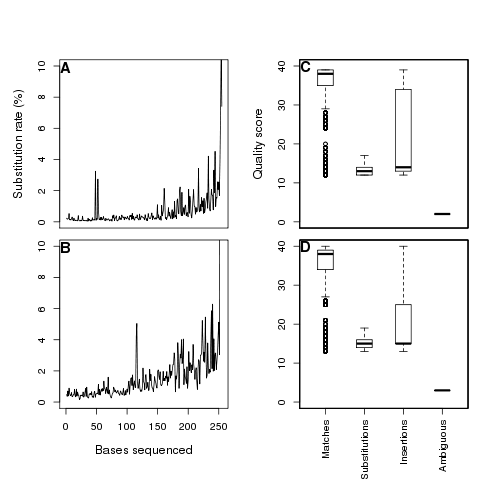 A
10
8
6
4
2
0
Substitution rate (%)
B
10
8
6
4
2
0
0 50 100 150 200 250
Bases sequenced
C
40
30
20
10
0
Quality score
D
40
30
20
10
0
Matches
Substitutions
Insertions
Ambiguous